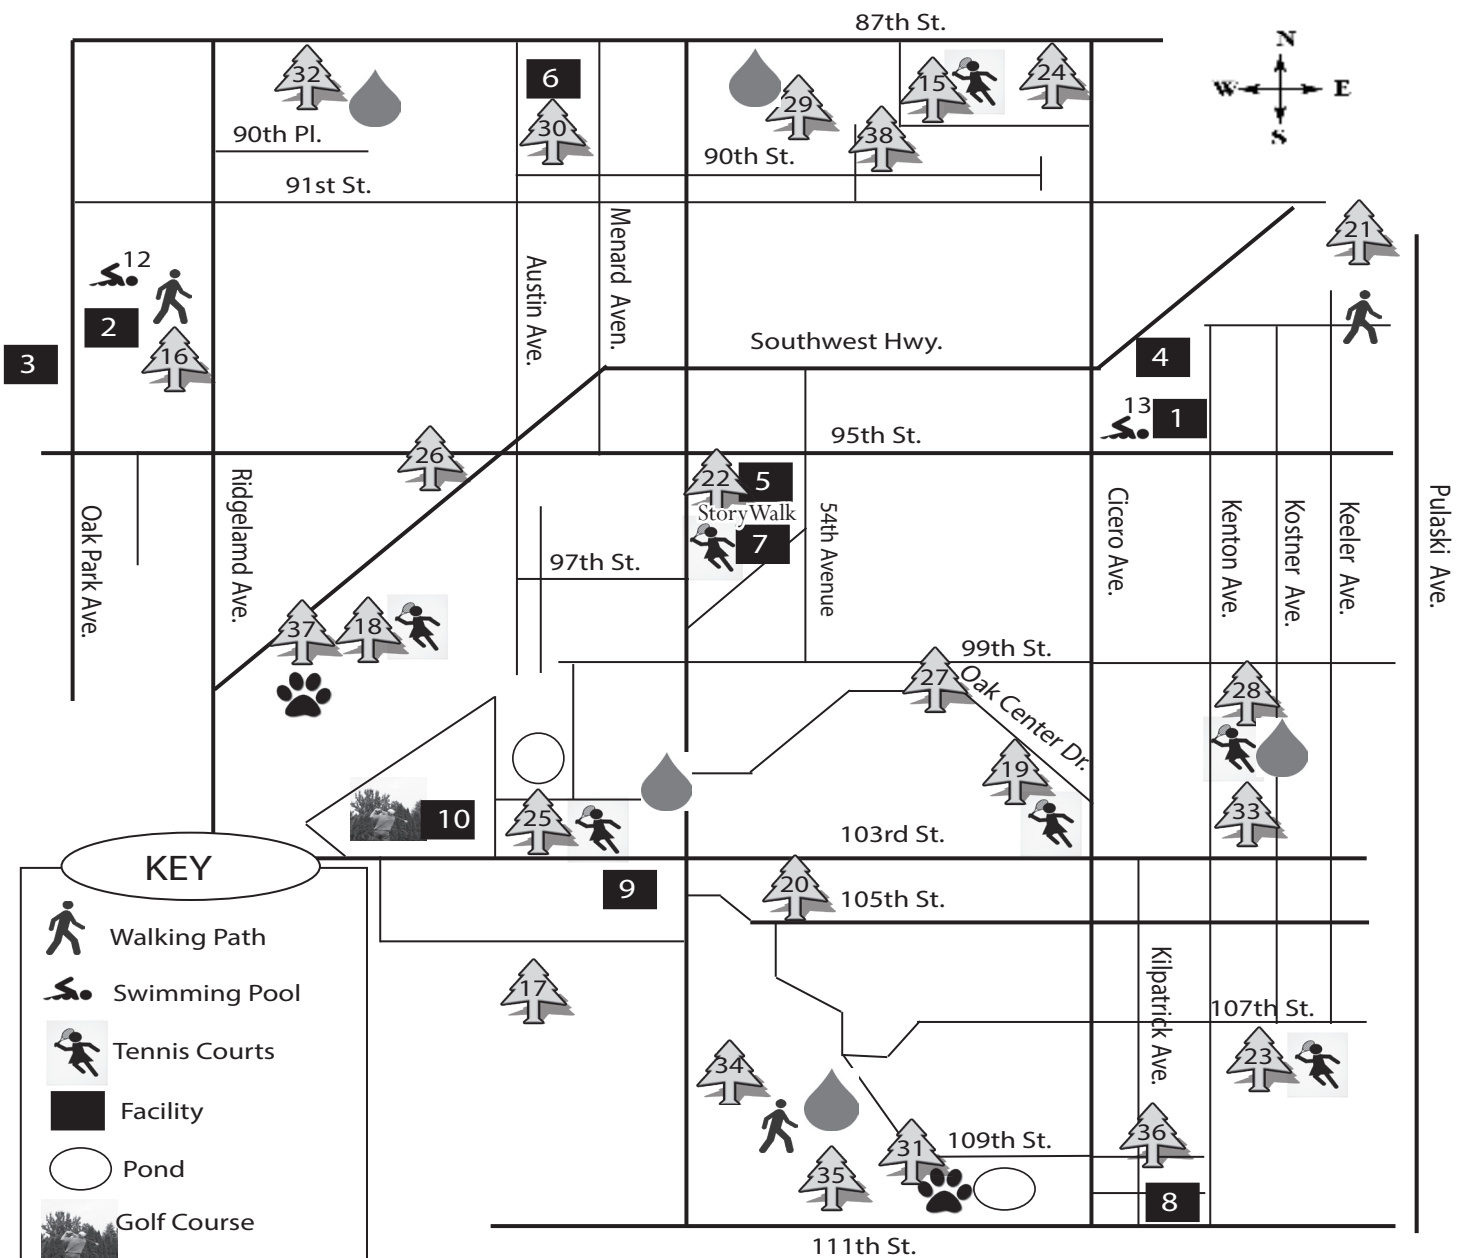 87th St.
N
W E
S
32
6
30
29
15
24
38
90th Pl.
90th St.
91st St.
21
12
2
16
3
Menard Aven.
Austin Ave.
Southwest Hwy.
4
13
1
95th St.
26
22
5
StoryWalk
7
97th St.
Oak Park Ave.
Ridgelamd Ave.
54th Avenue
Cicero Ave.
Kenton Ave.
Kostner Ave.
Keeler Ave.
Pulaski Ave.
37
18
99th St.
27
Oak Center Dr.
28
19
33
10
25
103rd St.
9
20
105th St.
17
Kilpatrick Ave.
107th St.
23
34
36
31
109th St.
35
8
111th St.
KEY
Walking Path
Swimming Pool
Tennis Courts
Facility
Pond
Golf Course